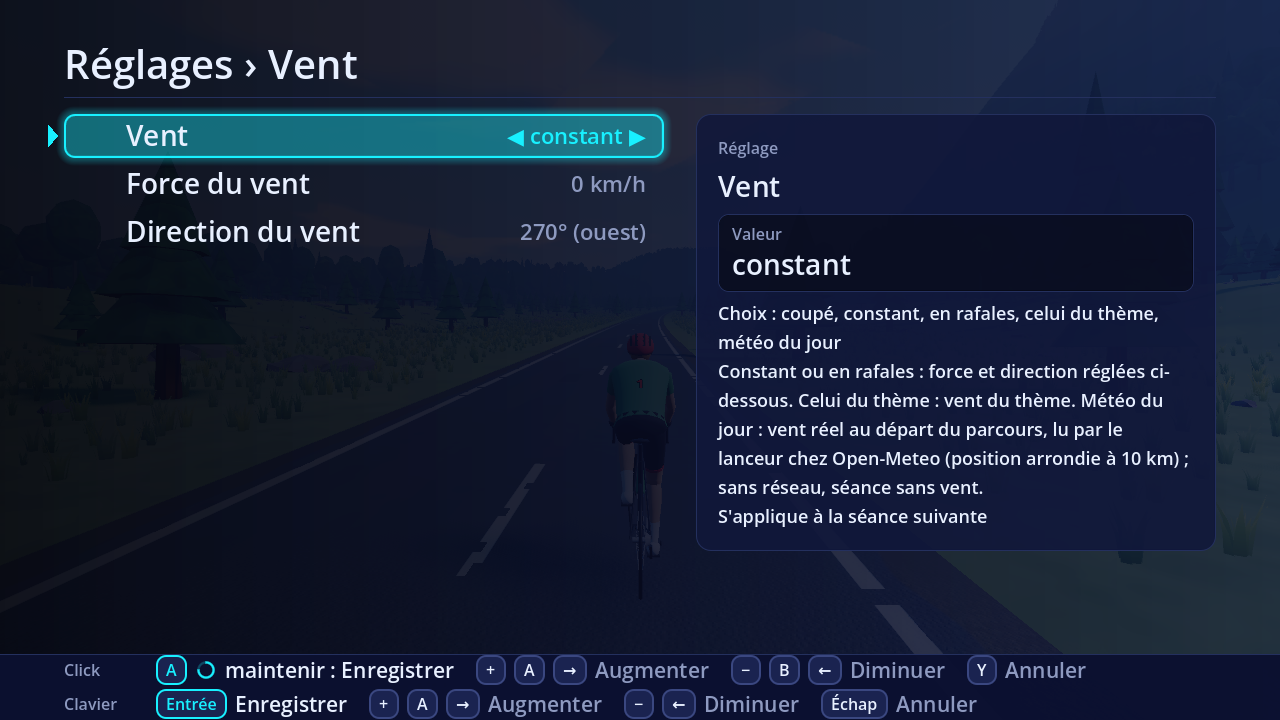 Réglages › Vent
Vent ◀ constant ▶
Force du vent 0 km/h
Direction du vent 270° (ouest)
Réglage
Vent
Valeur
constant
Choix : coupé, constant, en rafales, celui du thème,
météo du jour
Constant ou en rafales : force et direction réglées ci-
dessous. Celui du thème : vent du thème. Météo du
jour : vent réel au départ du parcours, lu par le
lanceur chez Open-Meteo (position arrondie à 10 km) ;
sans réseau, séance sans vent.
S'applique à la séance suivante
Click A maintenir : Enregistrer + A → Augmenter − B ← Diminuer Y Annuler
Clavier Entrée Enregistrer + A → Augmenter − ← Diminuer Échap Annuler